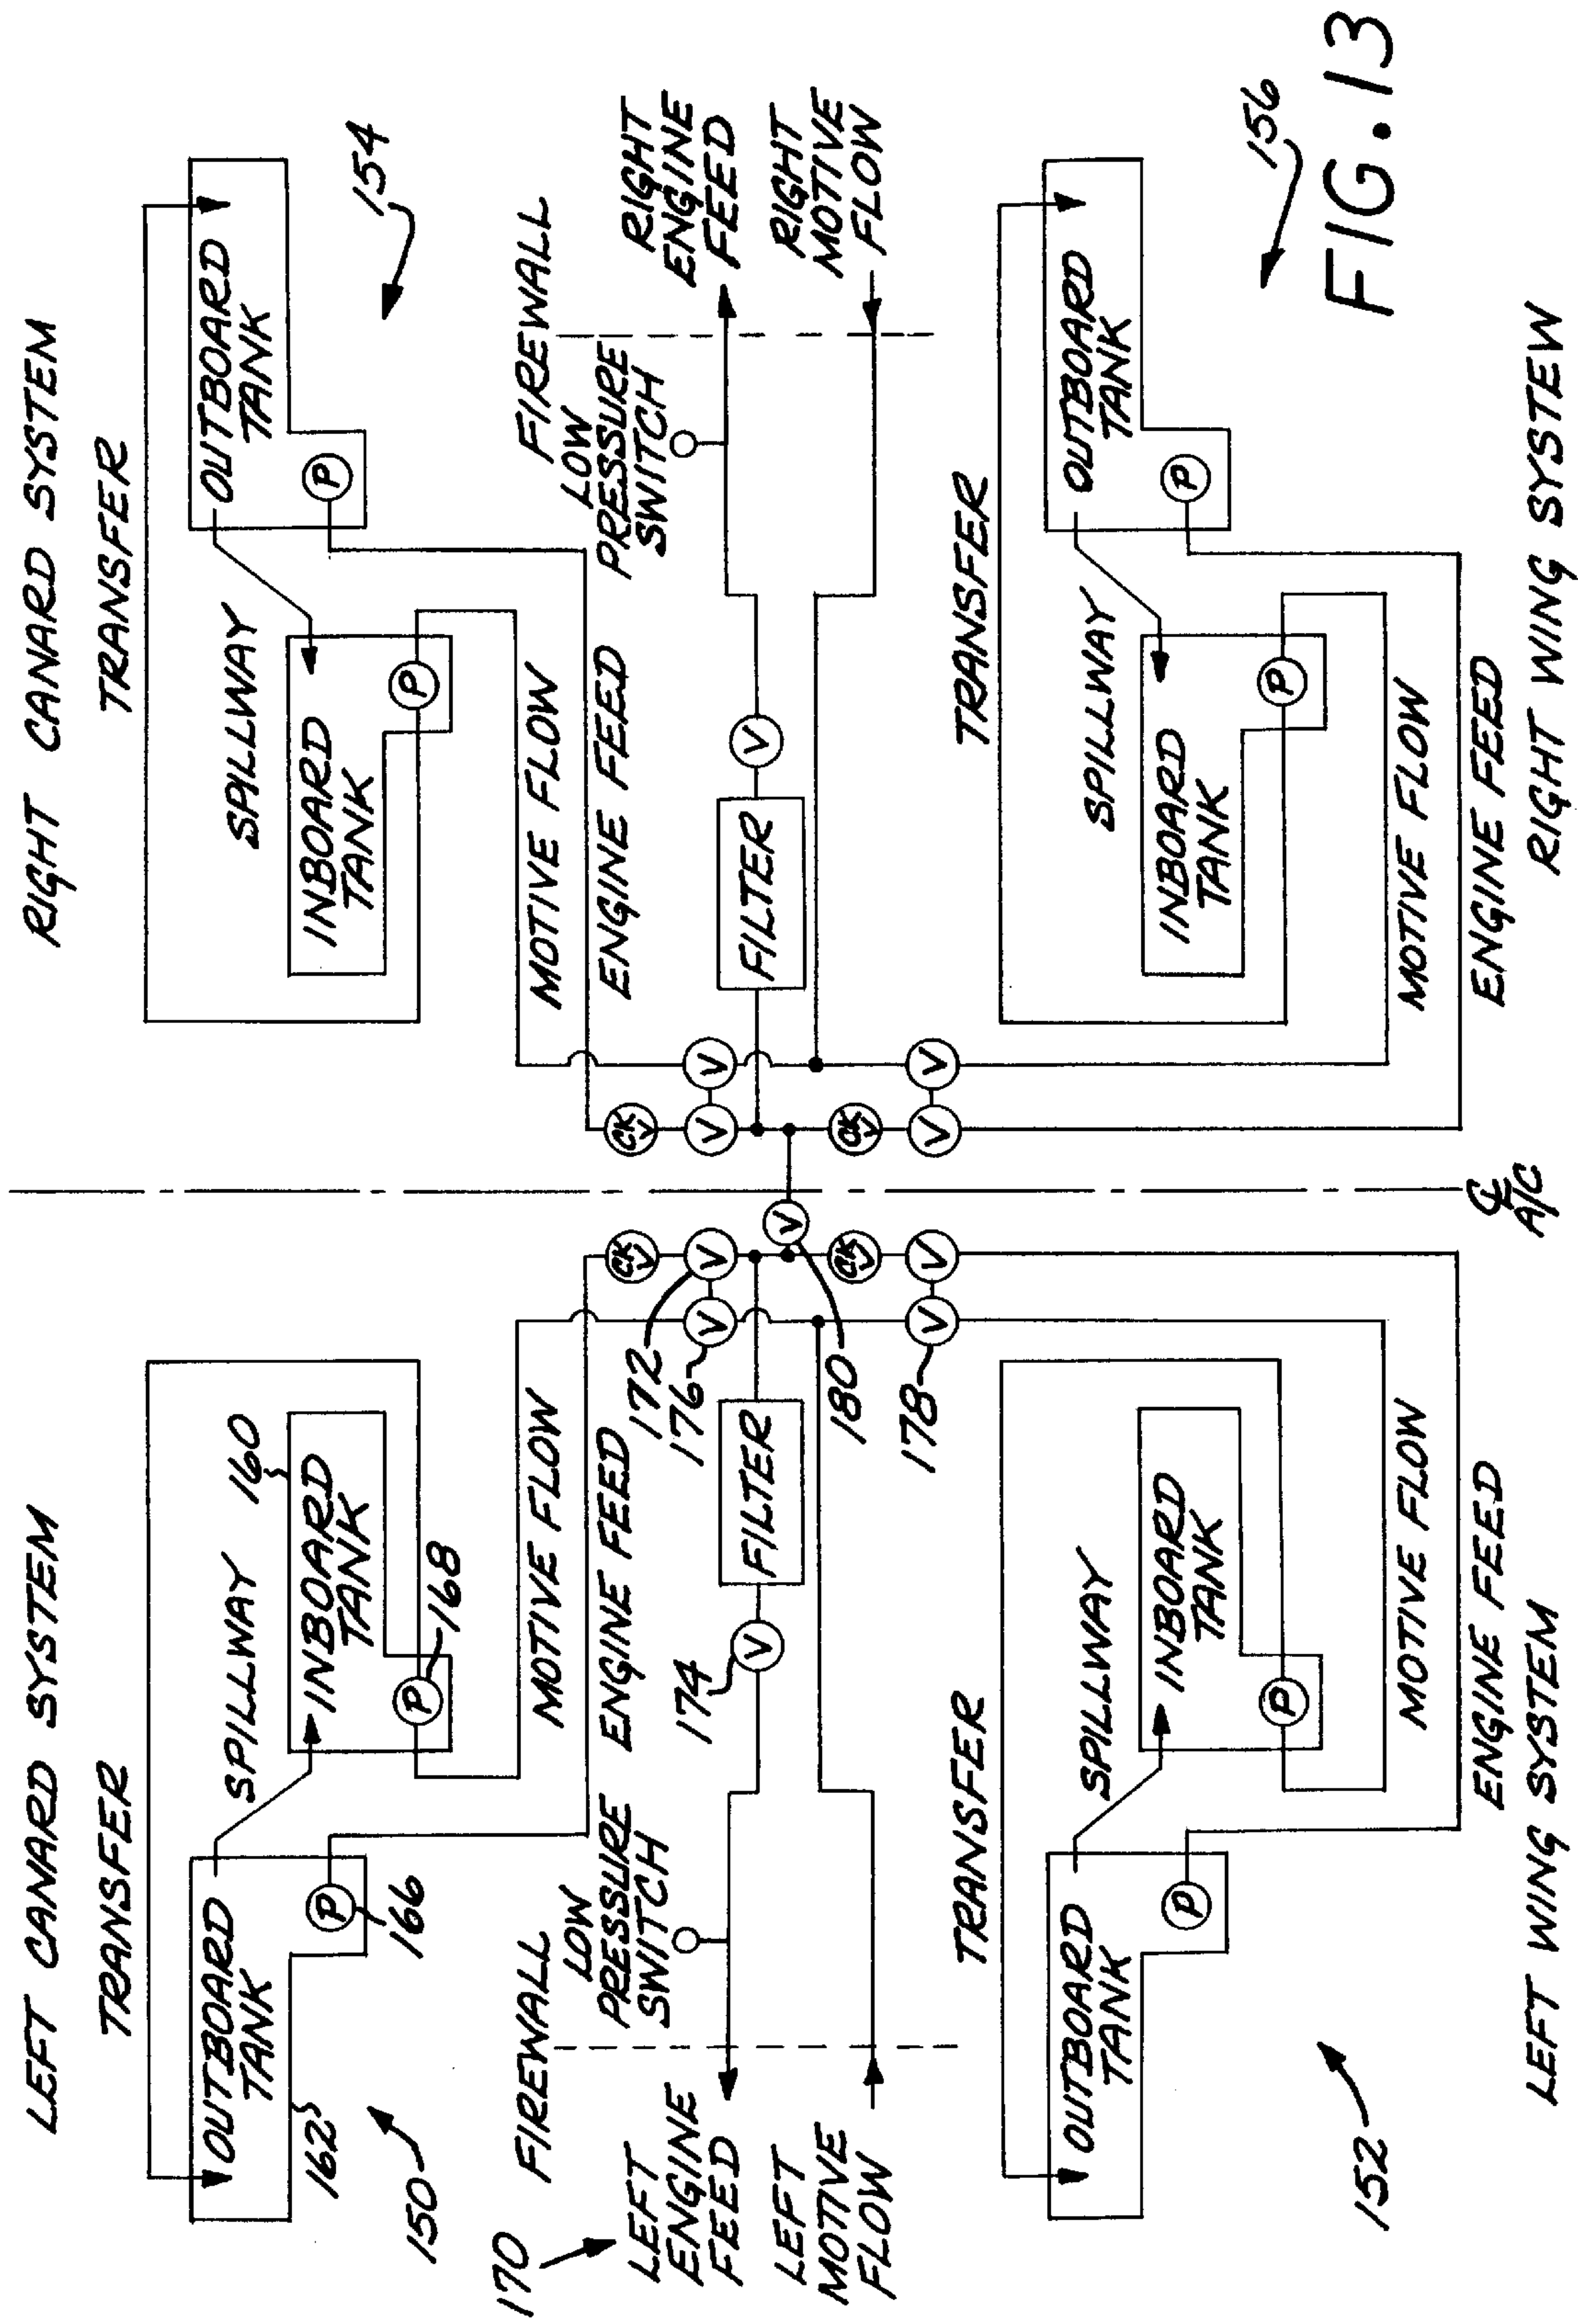 LEFT CANARD SYSTEM
RIGHT CANARD SYSTEM
TRANSFER
TRANSFER
OUTBOARD
TANK
162
150
P
166
SPILLWAY
160
INBOARD
TANK
P
168
MOTIVE FLOW
ENGINE FEED
SPILLWAY
INBOARD
TANK
P
OUTBOARD
TANK
P
154
MOTIVE FLOW
ENGINE FEED
170
FIREWALL
LOW
PRESSURE
SWITCH
LEFT
ENGINE
FEED
LEFT
MOTIVE
FLOW
174
V
FILTER
172
176
180
178
CK
V
V
V
V
CK
V
V
V
CK
V
V
V
CK
V
V
V
FILTER
V
FIREWALL
LOW
PRESSURE
SWITCH
RIGHT
ENGINE
FEED
RIGHT
MOTIVE
FLOW
TRANSFER
TRANSFER
OUTBOARD
TANK
P
152
SPILLWAY
INBOARD
TANK
P
MOTIVE FLOW
ENGINE FEED
SPILLWAY
INBOARD
TANK
P
OUTBOARD
TANK
P
156
MOTIVE FLOW
ENGINE FEED
LEFT WING SYSTEM
℄
A/C
RIGHT WING SYSTEM
FIG. 13